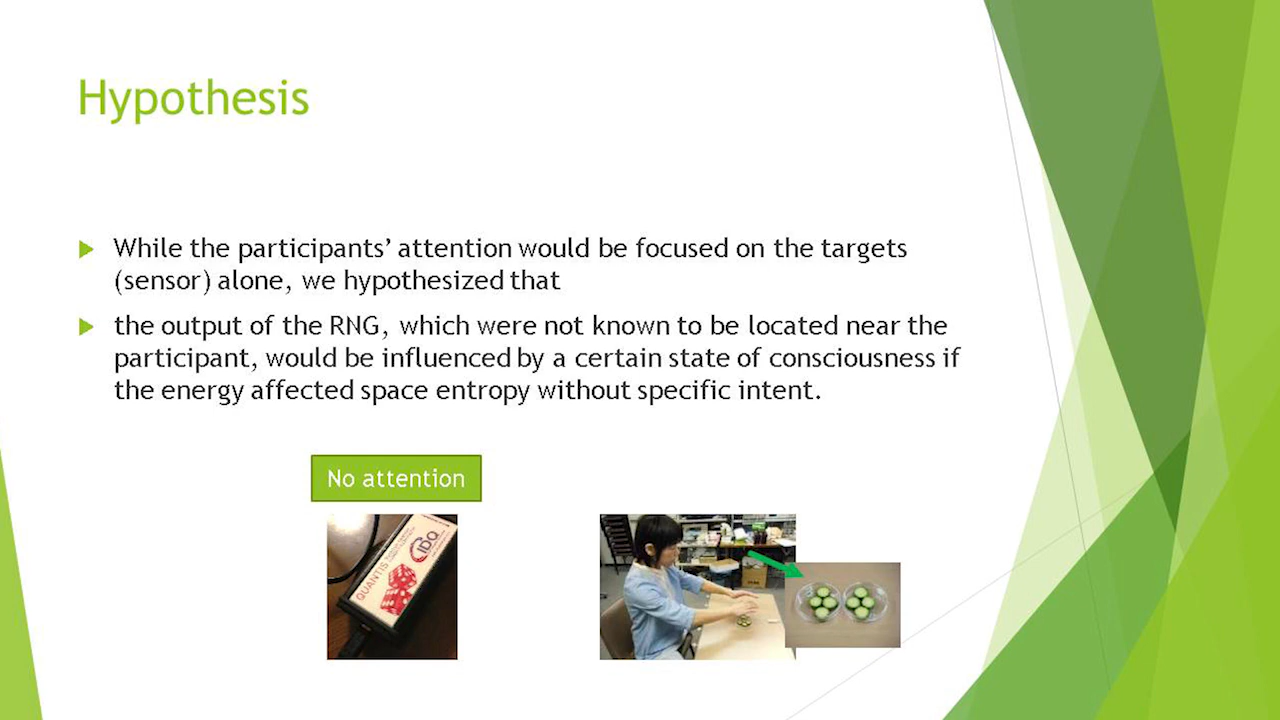 Hypothesis
While the participants’ attention would be focused on the targets
(sensor) alone, we hypothesized that
the output of the RNG, which were not known to be located near the
participant, would be influenced by a certain state of consciousness if
the energy affected space entropy without specific intent.
No attention
QUANTIS
IDQ